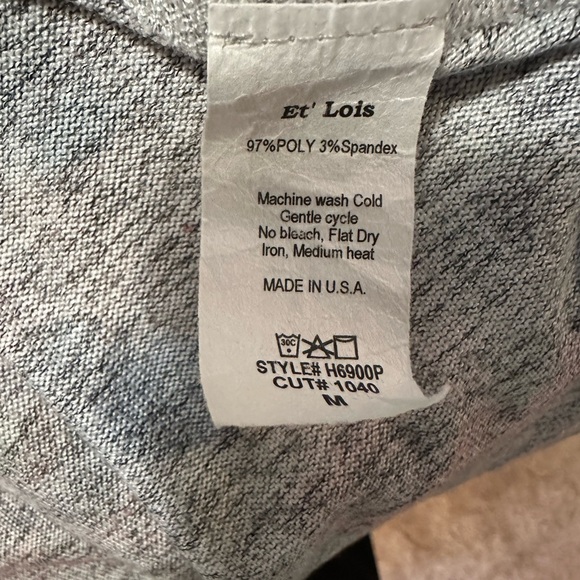 Et' Lois
97%POLY 3%Spandex
Machine wash Cold
Gentle cycle
No bleach, Flat Dry
Iron, Medium heat
MADE IN U.S.A.
30C
STYLE# H6900P
CUT# 1040
M